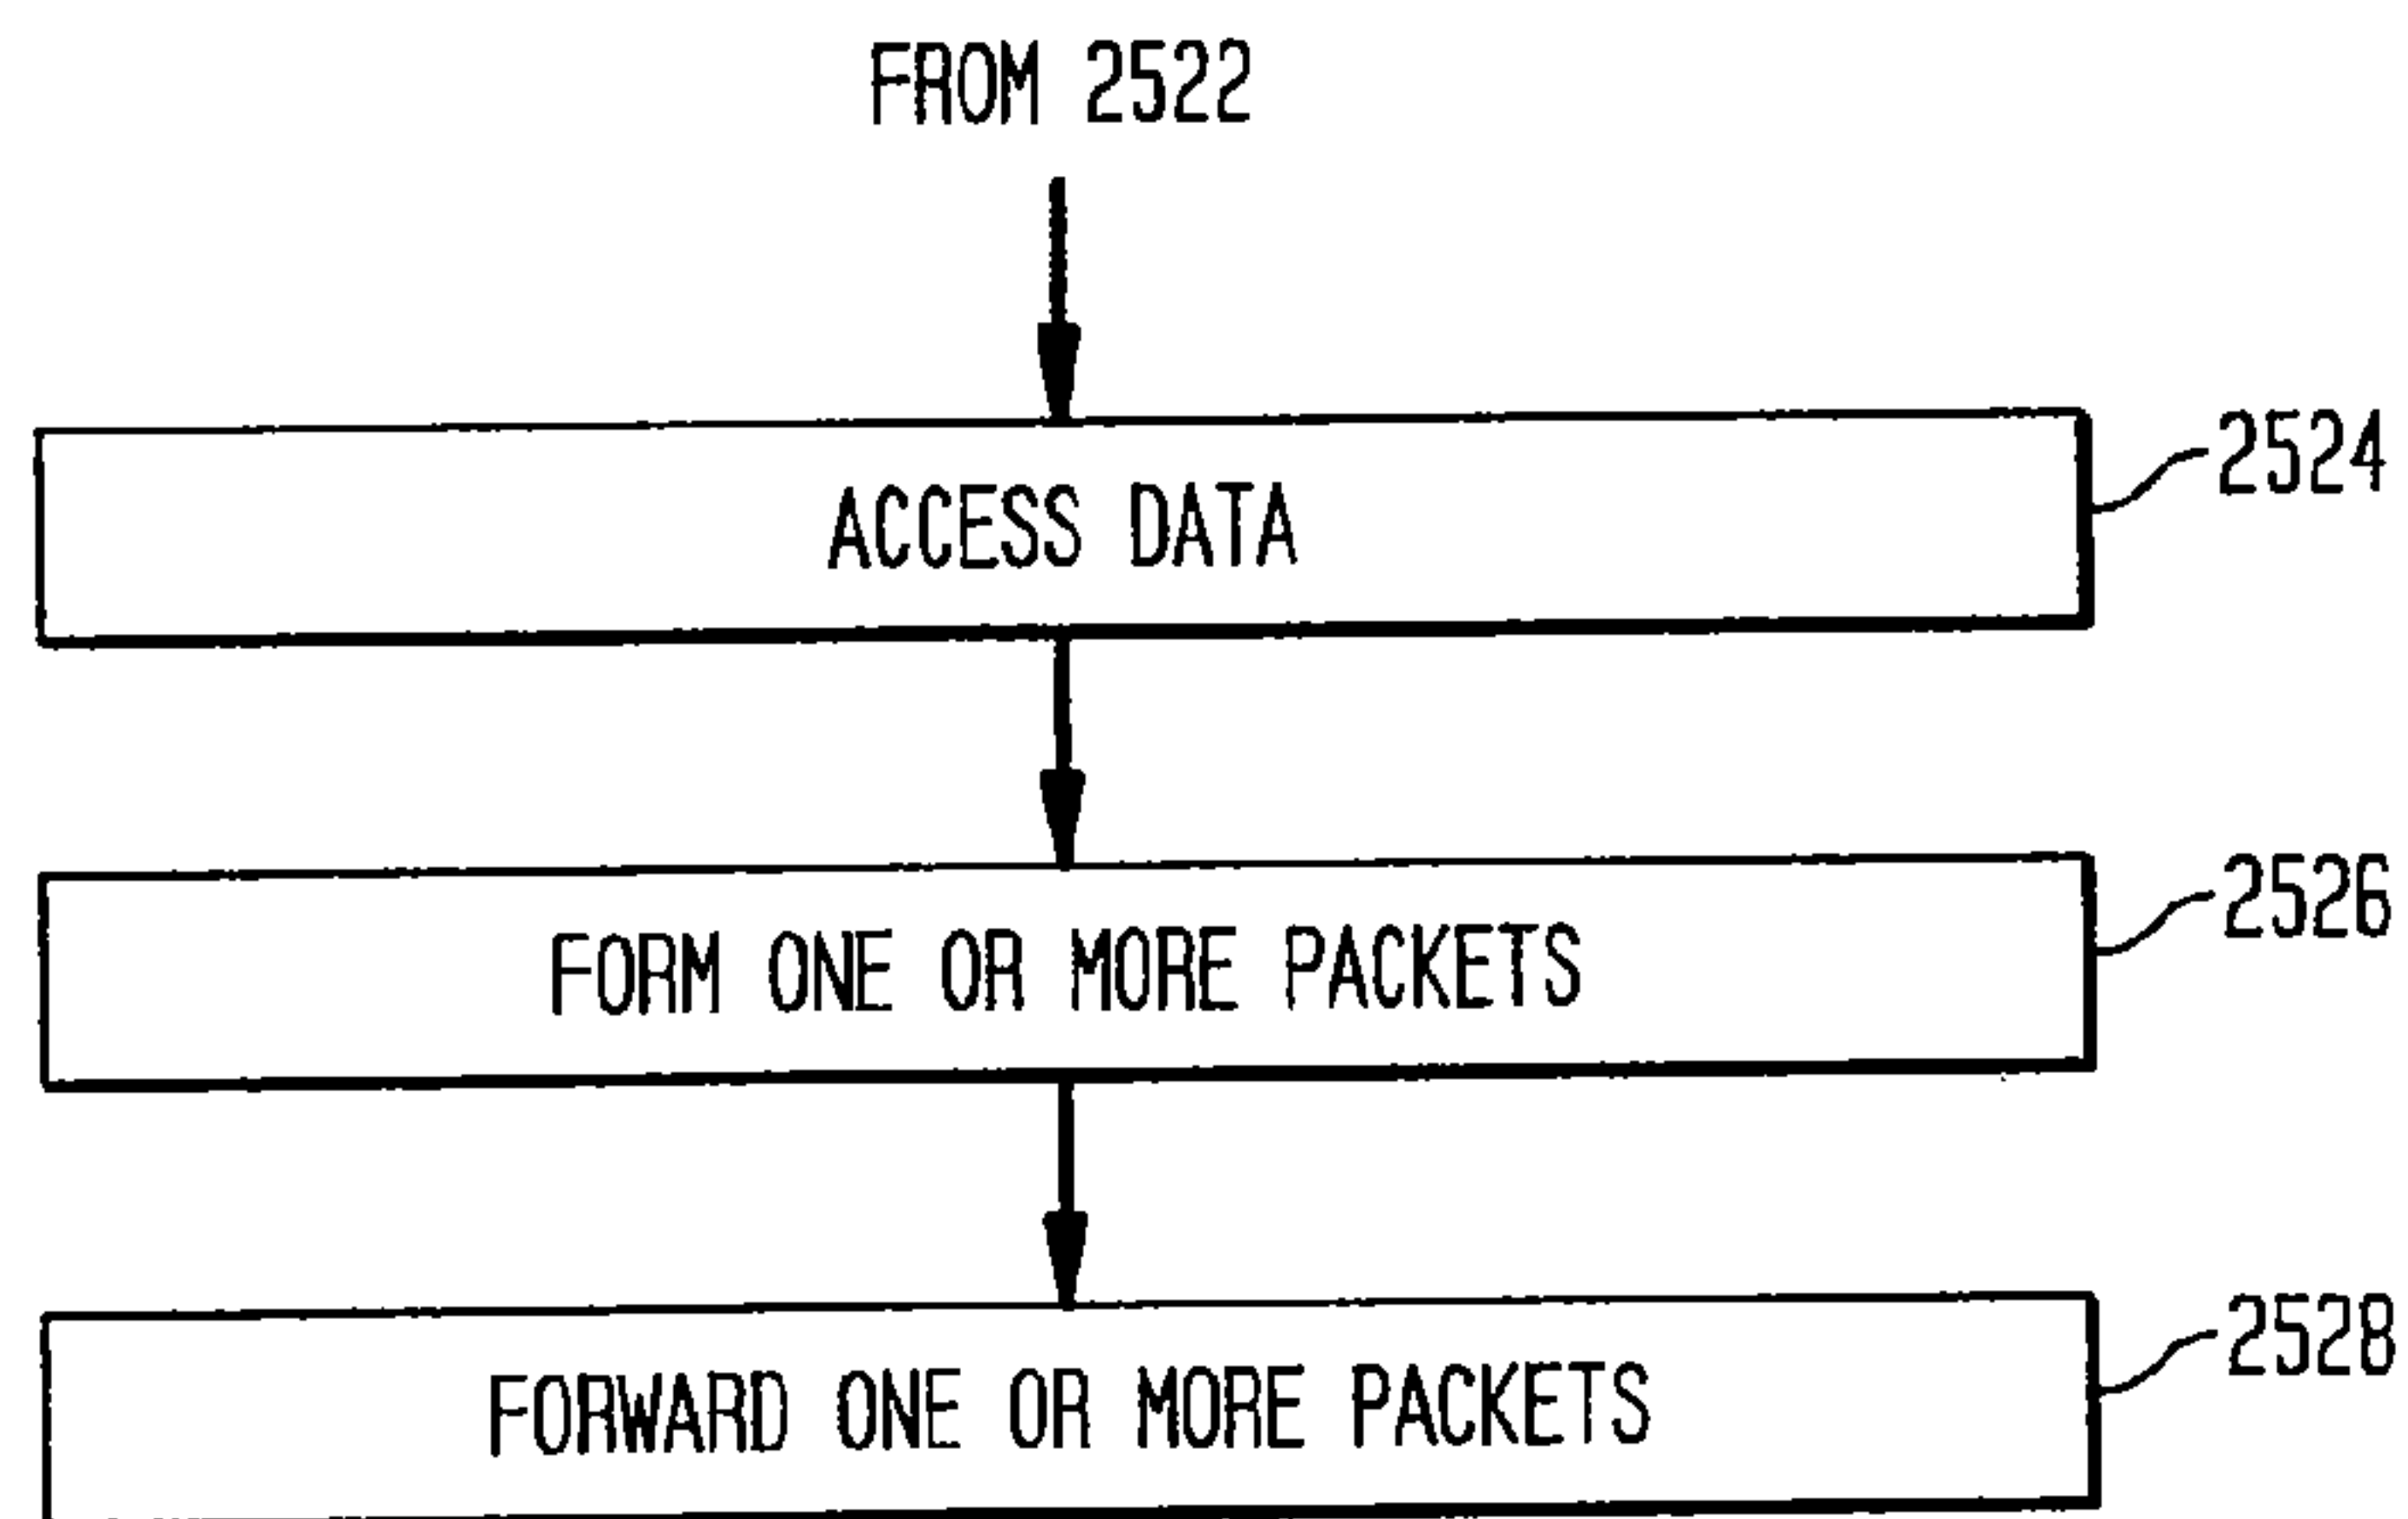 FROM 2522
ACCESS DATA
2524
FORM ONE OR MORE PACKETS
2526
FORWARD ONE OR MORE PACKETS
2528